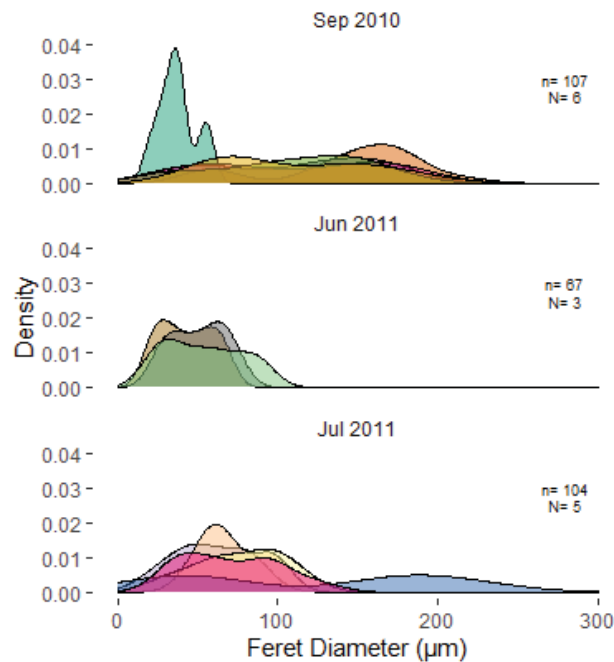 Sep 2010
0.04
0.03
0.02
0.01
0.00
n= 107
N= 6
Jun 2011
0.04
0.03
0.02
0.01
0.00
n= 67
N= 3
Density
Jul 2011
0.04
0.03
0.02
0.01
0.00
n= 104
N= 5
0 100 200 300
Feret Diameter (µm)